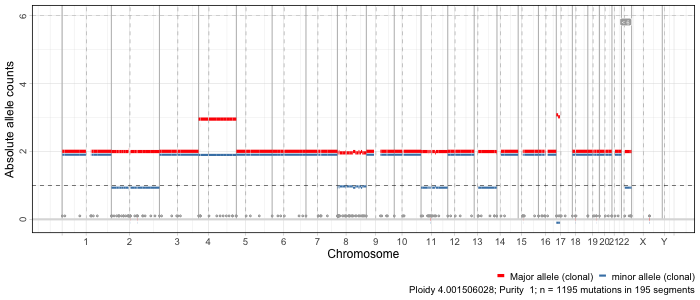 Absolute allele counts
6
4
2
0
1 2 3 4 5 6 7 8 9 10 11 12 13 14 15 16 17 18 19 20 21 22 X Y
Chromosome
Major allele (clonal) minor allele (clonal)
Ploidy 4.001506028; Purity 1; n = 1195 mutations in 195 segments